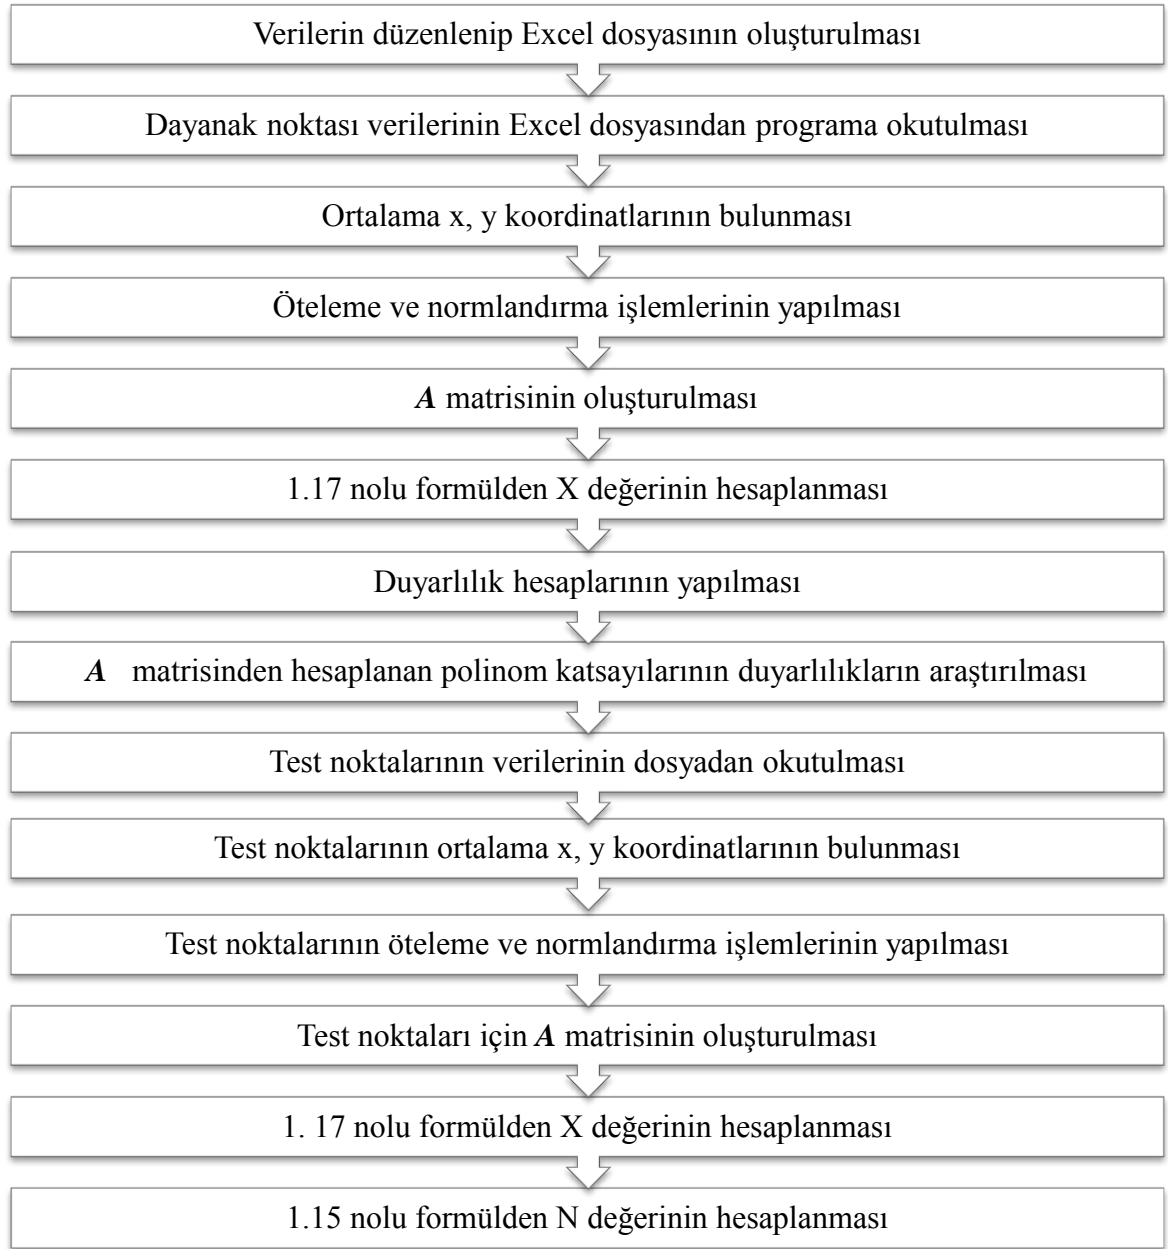 Verilerin düzenlenip Excel dosyasının oluşturulması
Dayanak noktası verilerinin Excel dosyasından programa okutulması
Ortalama x, y koordinatlarının bulunması
Öteleme ve normlandırma işlemlerinin yapılması
A matrisinin oluşturulması
1.17 nolu formülden X değerinin hesaplanması
Duyarlılık hesaplarının yapılması
A matrisinden hesaplanan polinom katsayılarının duyarlılıkların araştırılması
Test noktalarının verilerinin dosyadan okutulması
Test noktalarının ortalama x, y koordinatlarının bulunması
Test noktalarının öteleme ve normlandırma işlemlerinin yapılması
Test noktaları için A matrisinin oluşturulması
1. 17 nolu formülden X değerinin hesaplanması
1.15 nolu formülden N değerinin hesaplanması